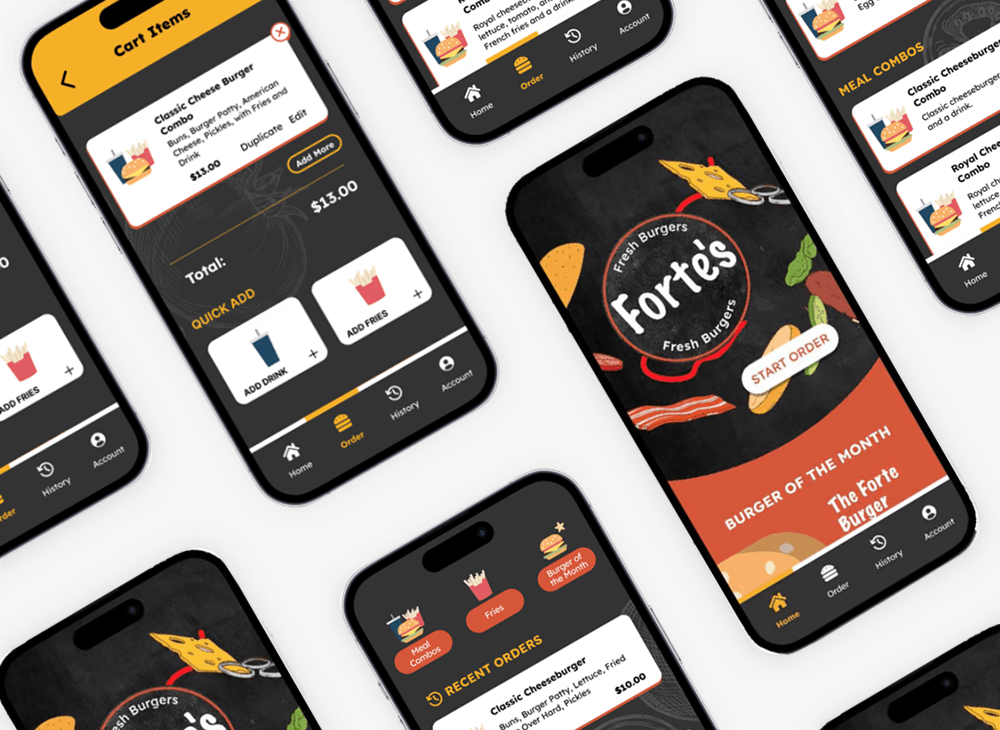 Cart Items
Classic Cheese Burger
Combo
Buns, Burger Patty, American
Cheese, Pickles, with Fries and
Drink
$13.00
Duplicate
Edit
Add More
$13.00
Total:
QUICK ADD
ADD DRINK
ADD FRIES
Home
Order
History
Account
ADD FRIES
History
Account
Combo
Royal cheeseburger
lettuce, tomato, and
French fries and a drink.
Home
Order
History
Account
Egg
MEAL COMBOS
Classic Cheeseburger
Combo
Classic cheeseburger
and a drink.
Royal Chee
Combo
Royal che
lettuce
French
Home
Fresh Burgers
Forte's
Fresh Burgers
START ORDER
BURGER OF THE MONTH
The Forte
Burger
Home
Order
History
Account
Meal
Combos
Fries
Burger of
the Month
RECENT ORDERS
Classic Cheeseburger
Buns, Burger Patty, Lettuce, Fried
Over Hard, Pickles
$10.00
Fresh Burgers